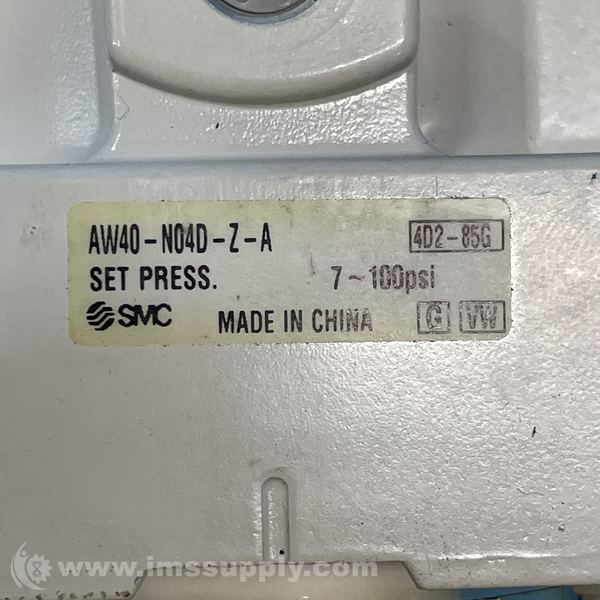 AW40-N04D-Z-A 4D2-85G
SET PRESS. 7~100psi
SMC MADE IN CHINA G VW
www.imssupply.com